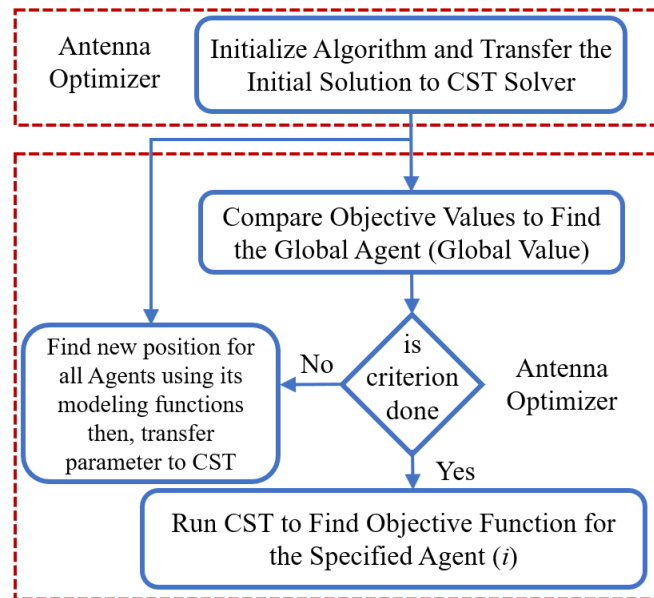 Antenna
Optimizer
Initialize Algorithm and Transfer the
Initial Solution to CST Solver
Compare Objective Values to Find
the Global Agent (Global Value)
Find new position for
all Agents using its
modeling functions
then, transfer
parameter to CST
No
is
criterion
done
Antenna
Optimizer
Yes
Run CST to Find Objective Function for
the Specified Agent (i)